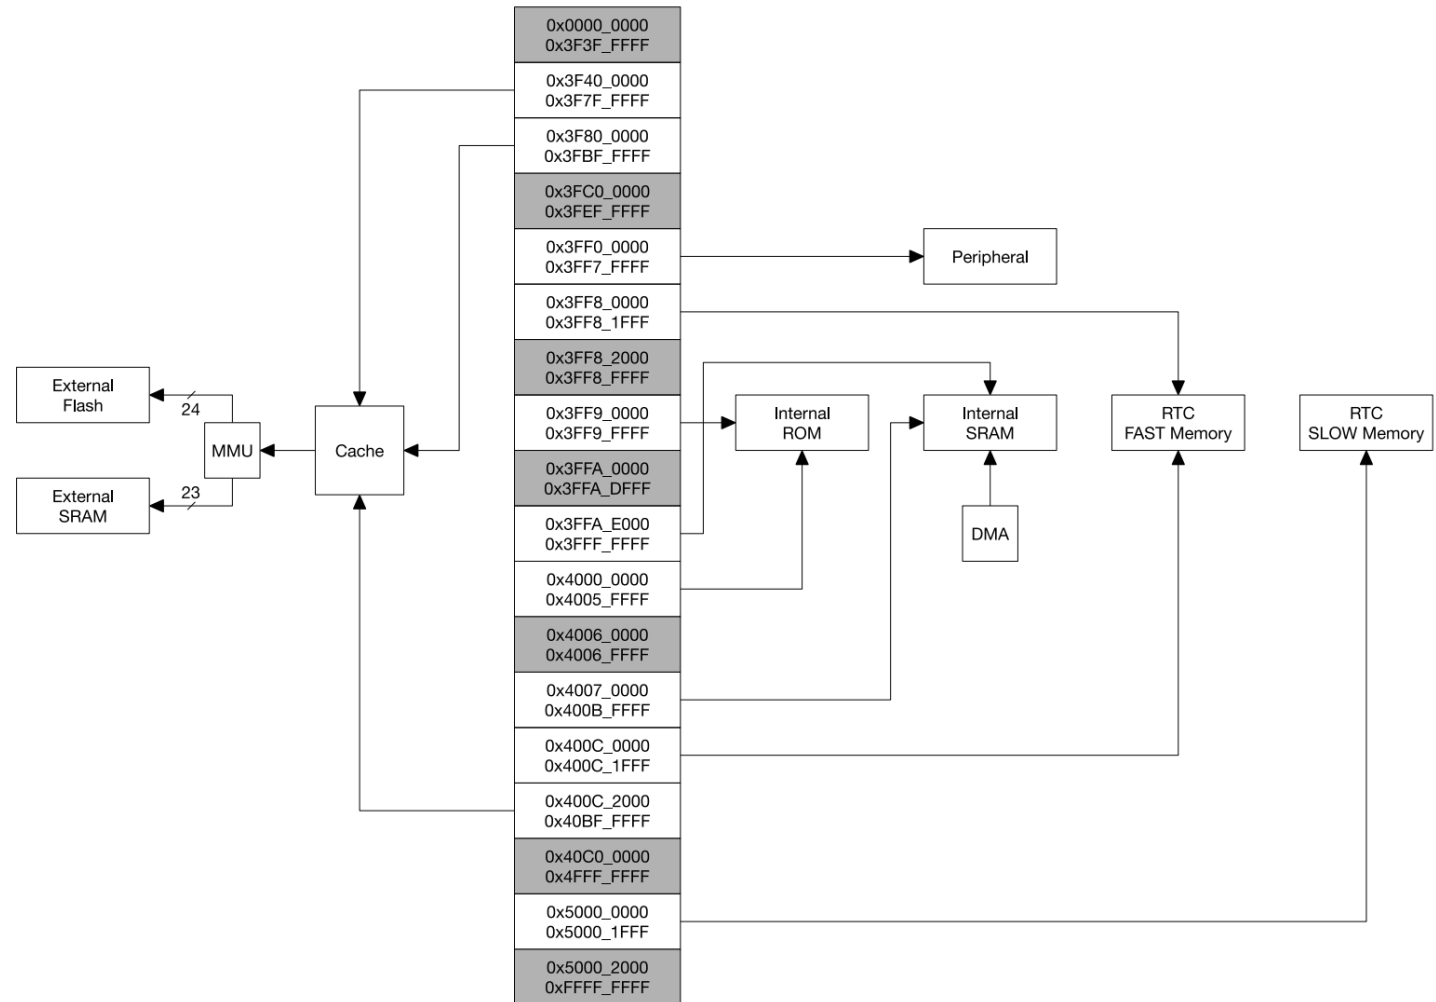 0x0000_0000
0x3F3F_FFFF
0x3F40_0000
0x3F7F_FFFF
0x3F80_0000
0x3FBF_FFFF
0x3FC0_0000
0x3FEF_FFFF
0x3FF0_0000
0x3FF7_FFFF
Peripheral
0x3FF8_0000
0x3FF8_1FFF
0x3FF8_2000
0x3FF8_FFFF
External
Flash
24
MMU
External
SRAM
23
Cache
0x3FF9_0000
0x3FF9_FFFF
Internal
ROM
Internal
SRAM
RTC
FAST Memory
RTC
SLOW Memory
0x3FFA_0000
0x3FFA_DFFF
0x3FFA_E000
0x3FFF_FFFF
DMA
0x4000_0000
0x4005_FFFF
0x4006_0000
0x4006_FFFF
0x4007_0000
0x400B_FFFF
0x400C_0000
0x400C_1FFF
0x400C_2000
0x40BF_FFFF
0x40C0_0000
0x4FFF_FFFF
0x5000_0000
0x5000_1FFF
0x5000_2000
0xFFFF_FFFF